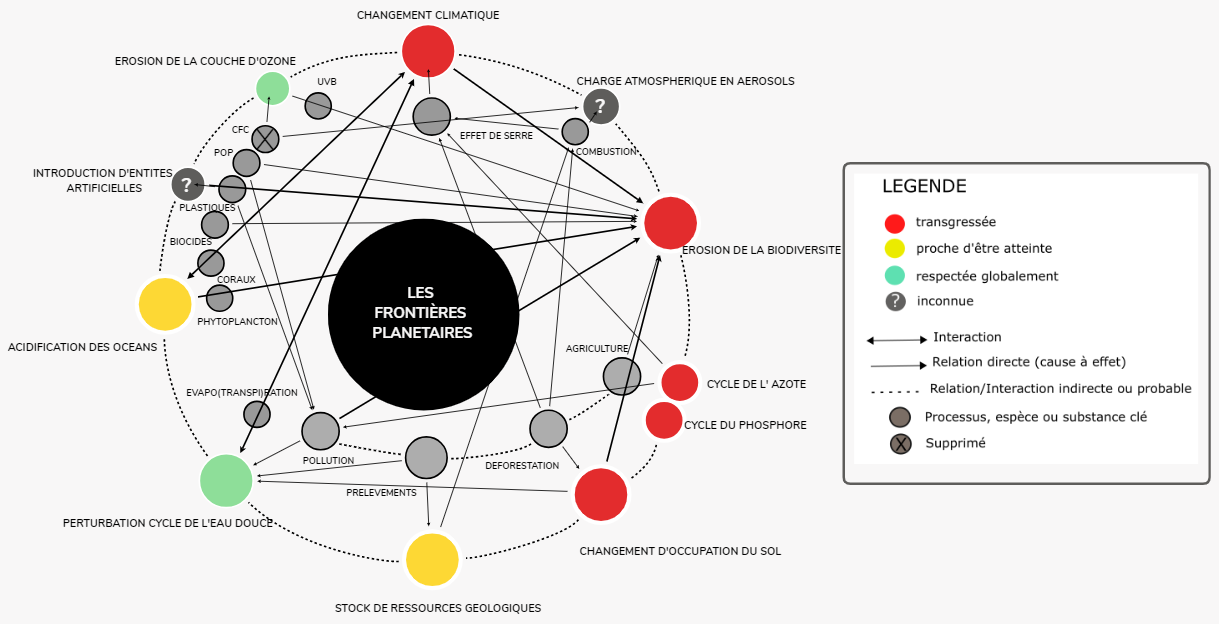 CHANGEMENT CLIMATIQUE
EROSION DE LA COUCHE D'OZONE
UVB
CHARGE ATMOSPHERIQUE EN AEROSOLS
?
CFC
EFFET DE SERRE
COMBUSTION
POP
INTRODUCTION D'ENTITES
ARTIFICIELLES
?
PLASTIQUES
BIOCIDES
EROSION DE LA BIODIVERSITE
CORAUX
PHYTOPLANCTON
LES
FRONTIÈRES
PLANETAIRES
ACIDIFICATION DES OCEANS
AGRICULTURE
CYCLE DE L' AZOTE
EVAPO(TRANSPI)RATION
CYCLE DU PHOSPHORE
POLLUTION
DEFORESTATION
PRELEVEMENTS
PERTURBATION CYCLE DE L'EAU DOUCE
CHANGEMENT D'OCCUPATION DU SOL
STOCK DE RESSOURCES GEOLOGIQUES
LEGENDE
transgressée
proche d'être atteinte
respectée globalement
? inconnue
Interaction
Relation directe (cause à effet)
Relation/Interaction indirecte ou probable
Processus, espèce ou substance clé
Supprimé